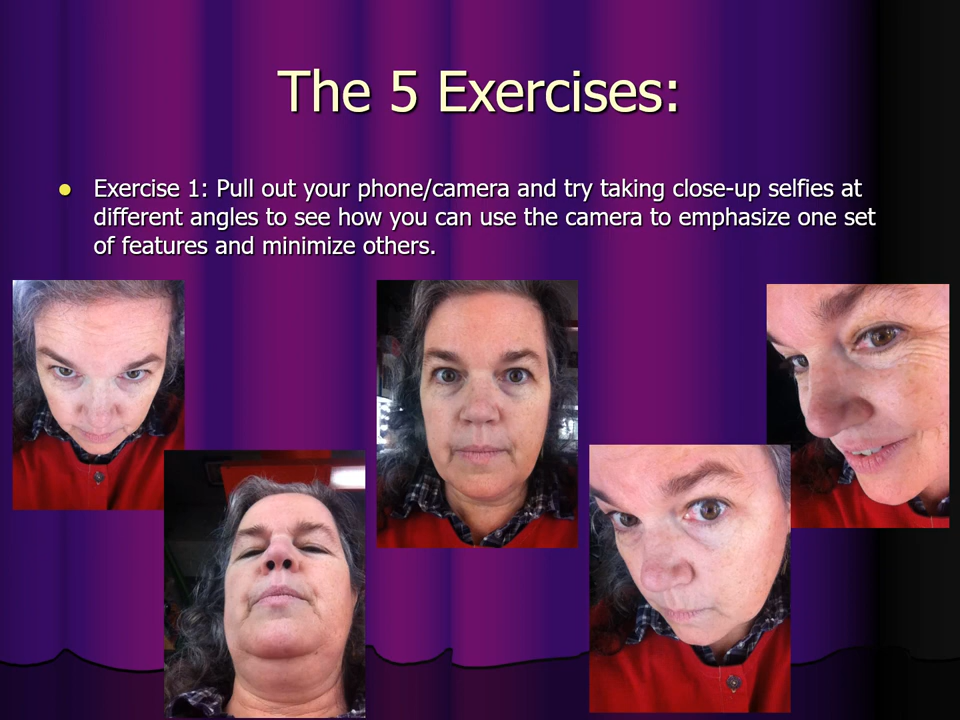 The 5 Exercises:
Exercise 1: Pull out your phone/camera and try taking close-up selfies at
different angles to see how you can use the camera to emphasize one set
of features and minimize others.